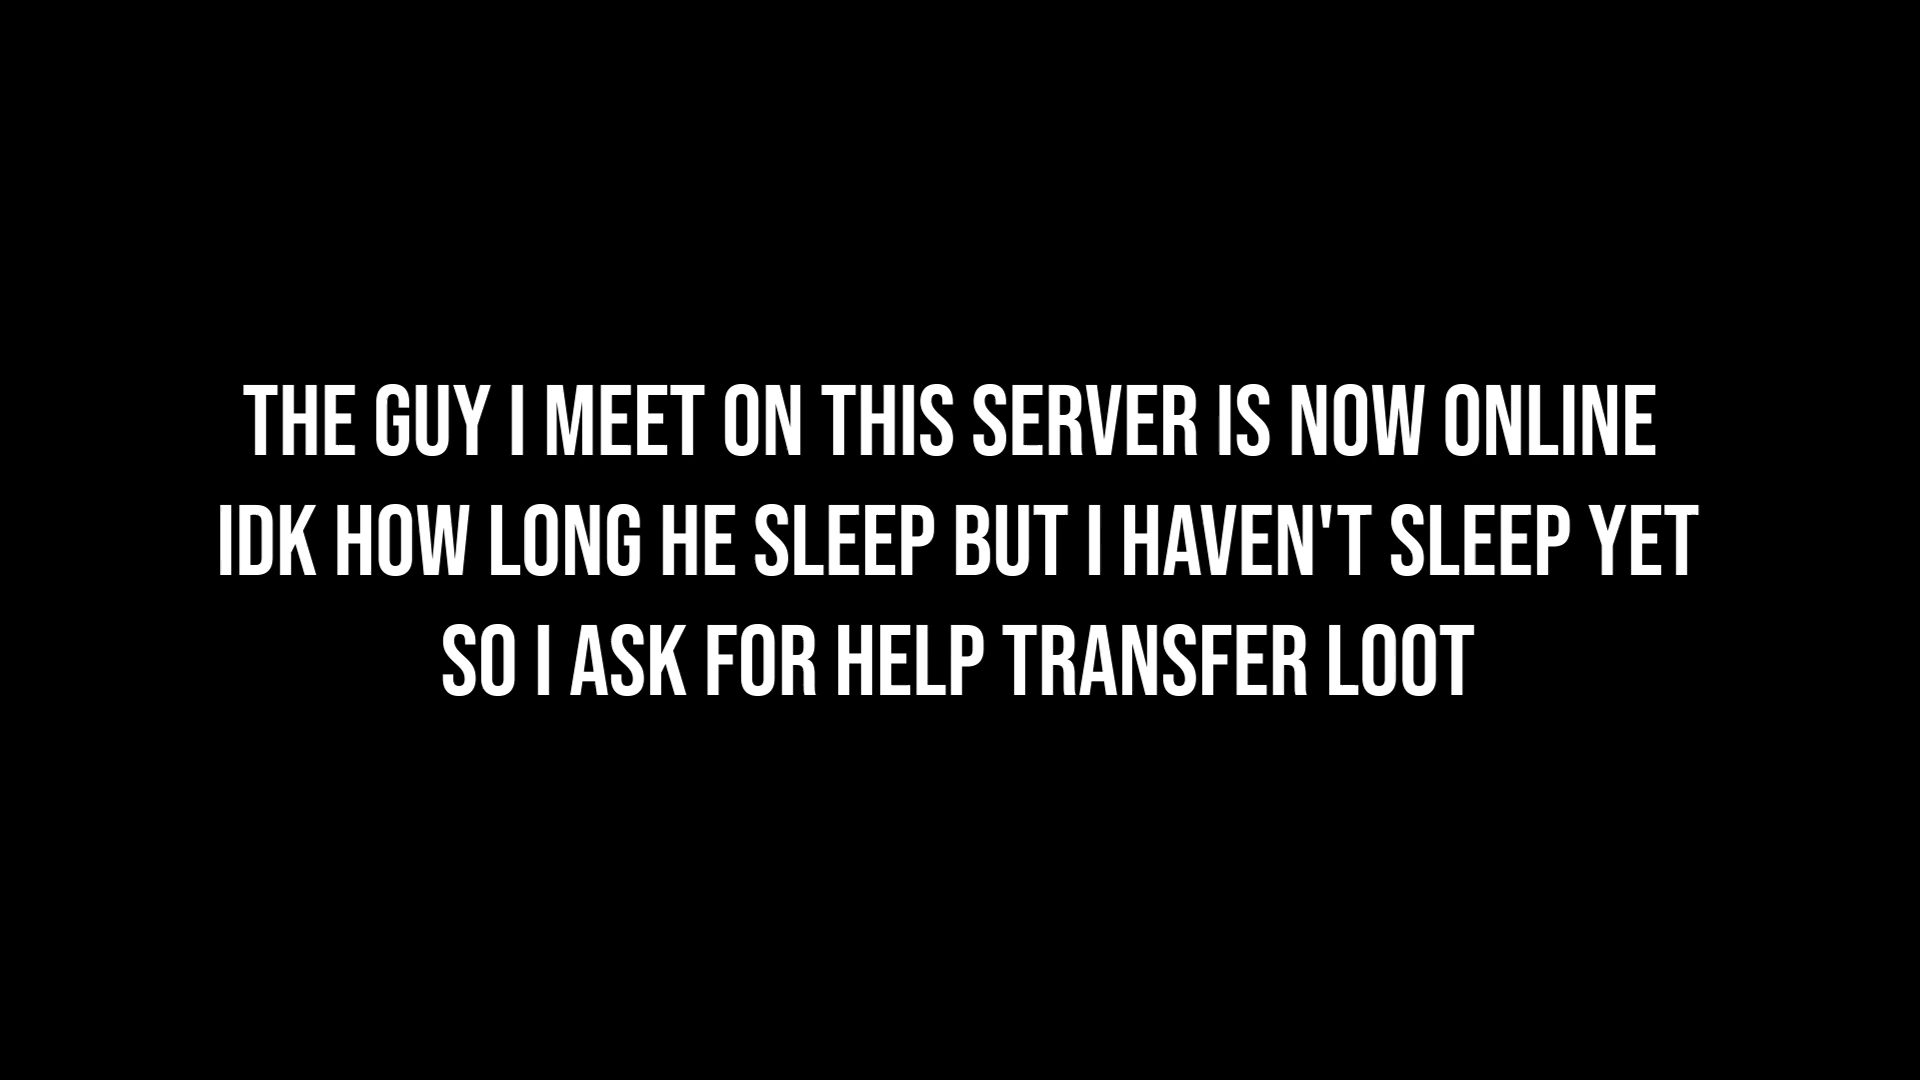 THE GUY I MEET ON THIS SERVER IS NOW ONLINE
IDK HOW LONG HE SLEEP BUT I HAVEN'T SLEEP YET
SO I ASK FOR HELP TRANSFER LOOT